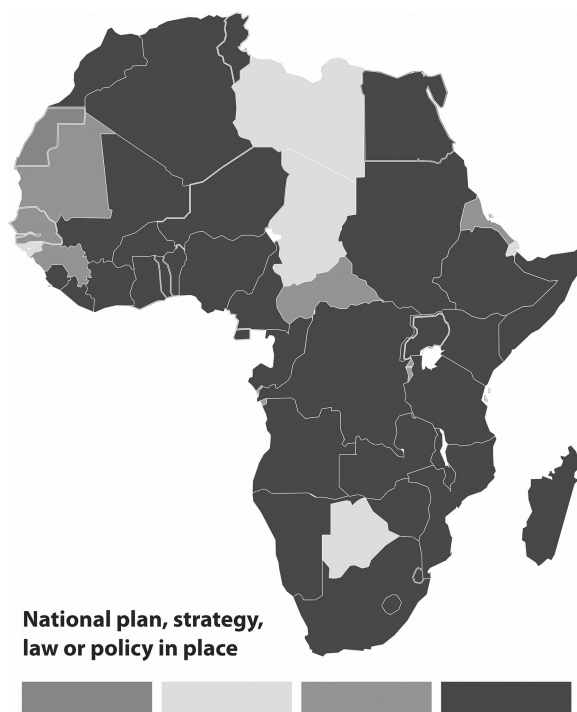 National plan, strategy,
law or policy in place